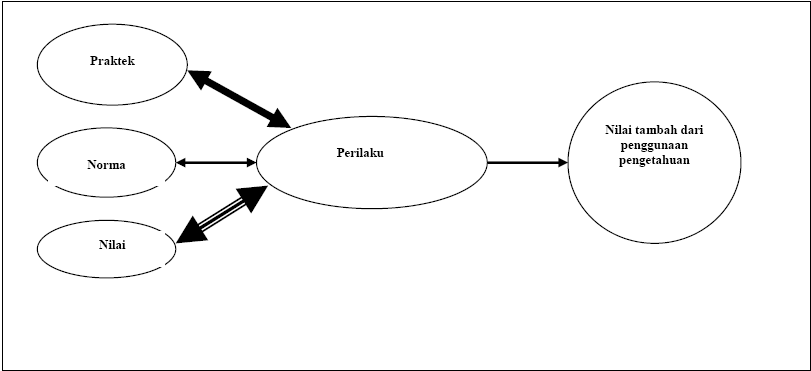 Praktek
Norma
Nilai
Perilaku
Nilai tambah dari
penggunaan
pengetahuan